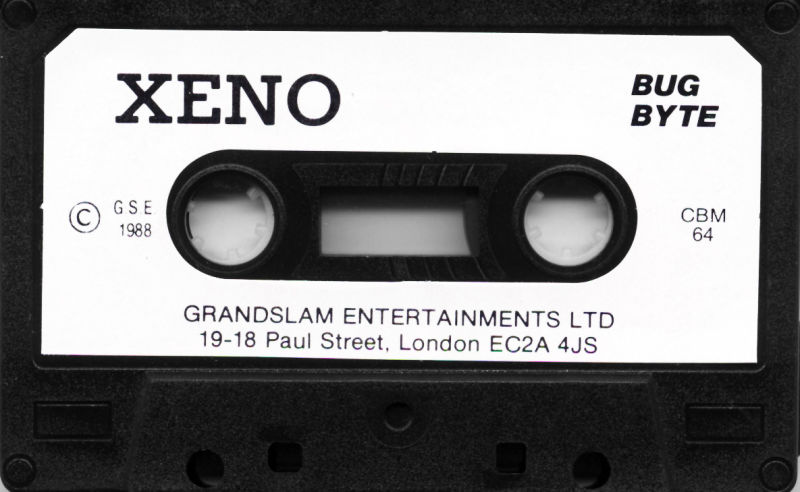 XENO
BUG
BYTE
© G.S.E.
1988
CBM
64
GRANDSLAM ENTERTAINMENTS LTD
19-18 Paul Street, London EC2A 4JS